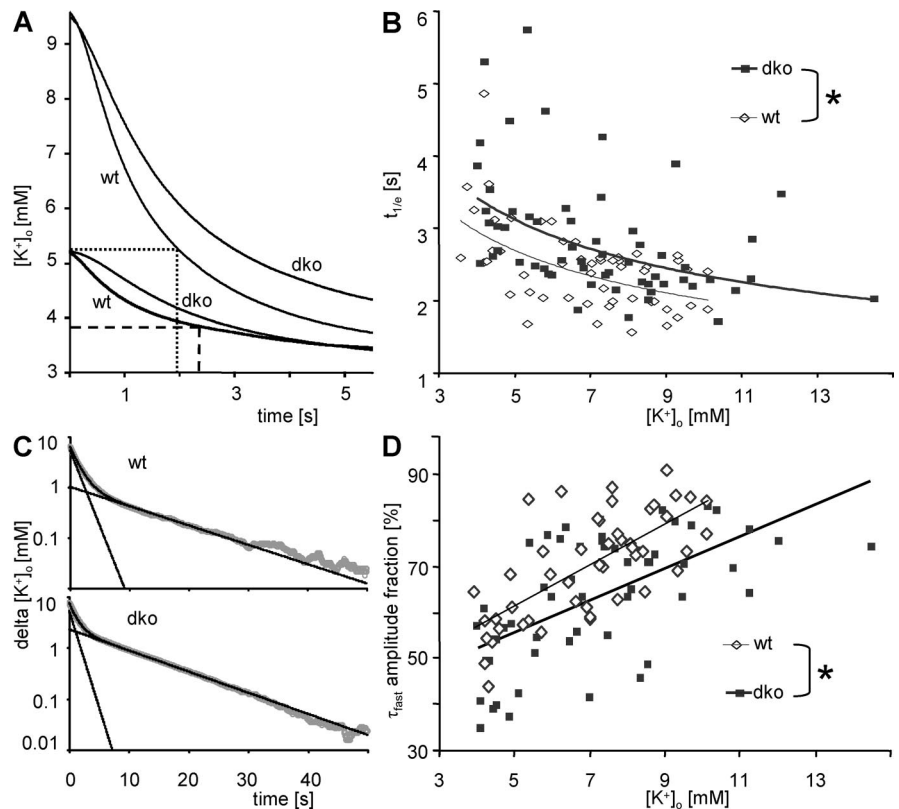 A
9
8
7
6
5
4
3
[K⁺]ₒ [mM]
wt
dko
wt
dko
1
3
5
time [s]
B
6
5
4
3
2
1
t1/e [s]
dko
wt
*
3
5
7
9
11
13
[K⁺]ₒ [mM]
C
10
1
0.1
wt
10
1
0.1
0.01
dko
delta [K⁺]ₒ [mM]
0
10
20
30
40
50
time [s]
D
90
70
50
30
τfast amplitude fraction [%]
wt
dko
*
3
5
7
9
11
13
[K⁺]ₒ [mM]